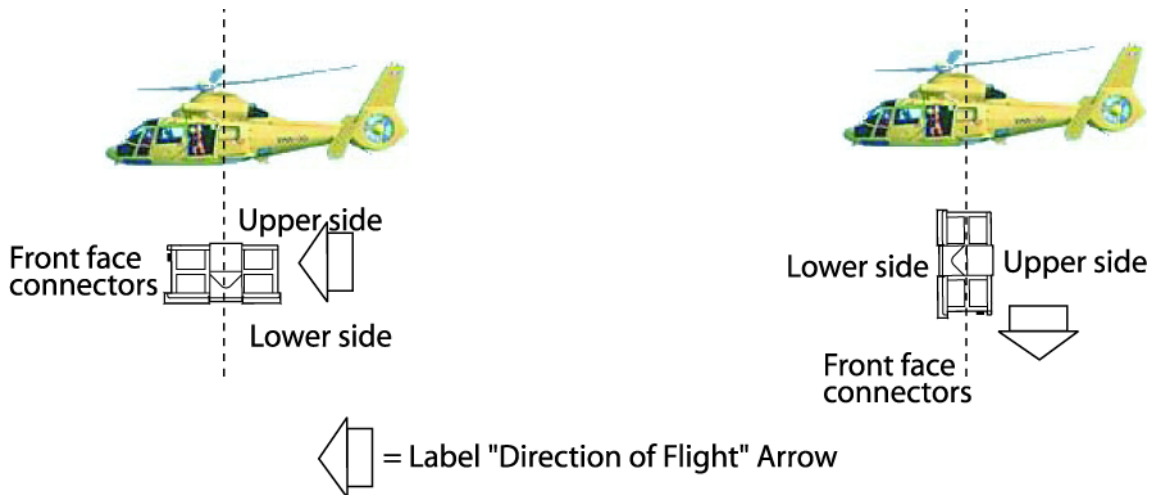 Upper side
Front face
connectors
Lower side
Lower side
Upper side
Front face
connectors
= Label "Direction of Flight" Arrow